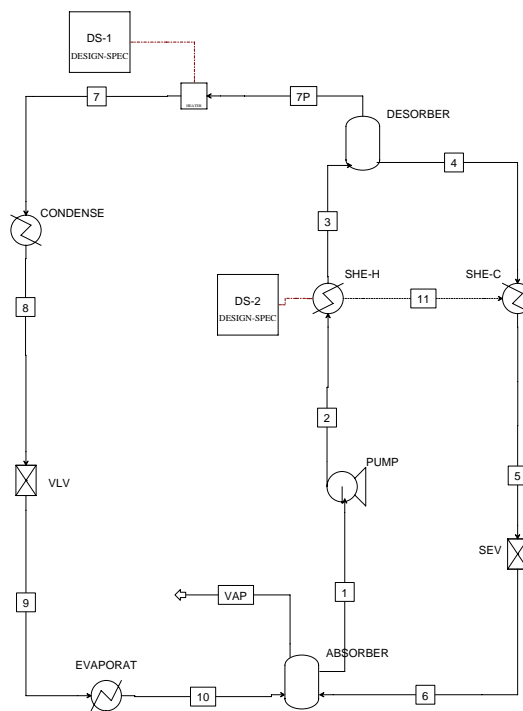 DS-1
DESIGN-SPEC
7
HEATER
7P
DESORBER
4
3
CONDENSE
SHE-H
SHE-C
8
DS-2
DESIGN-SPEC
11
2
PUMP
VLV
5
SEV
9
VAP
1
EVAPORAT
ABSORBER
10
6